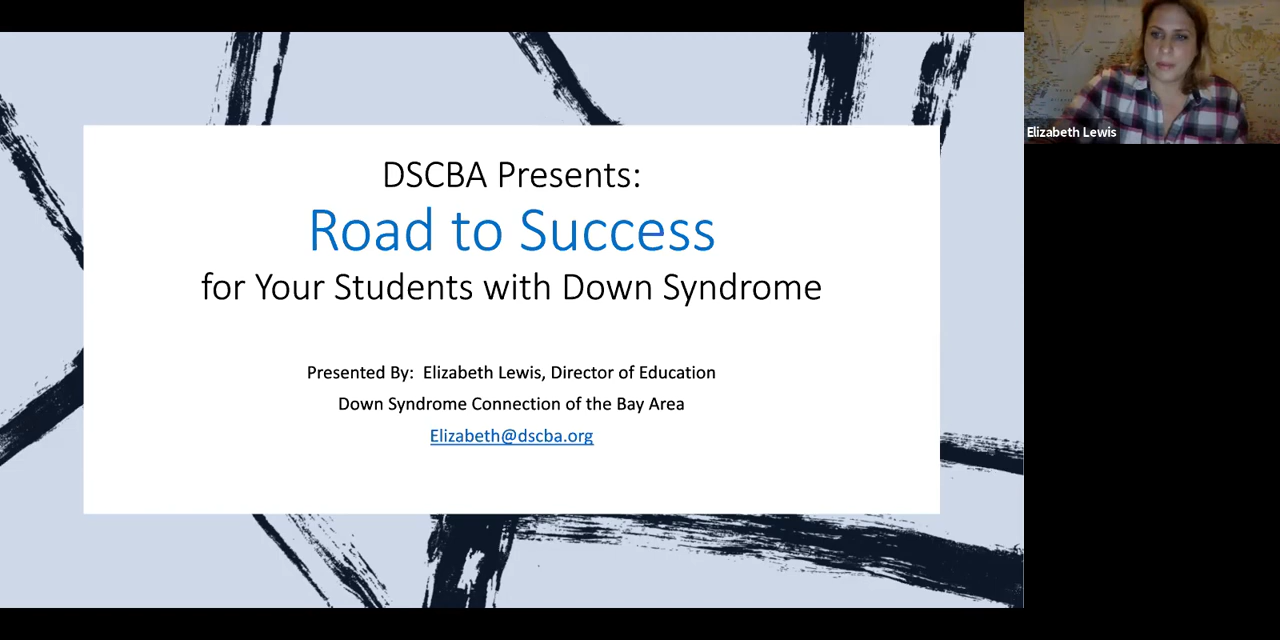 DSCBA Presents:
Road to Success
for Your Students with Down Syndrome
Presented By:  Elizabeth Lewis, Director of Education
Down Syndrome Connection of the Bay Area
Elizabeth@dscba.org
Elizabeth Lewis